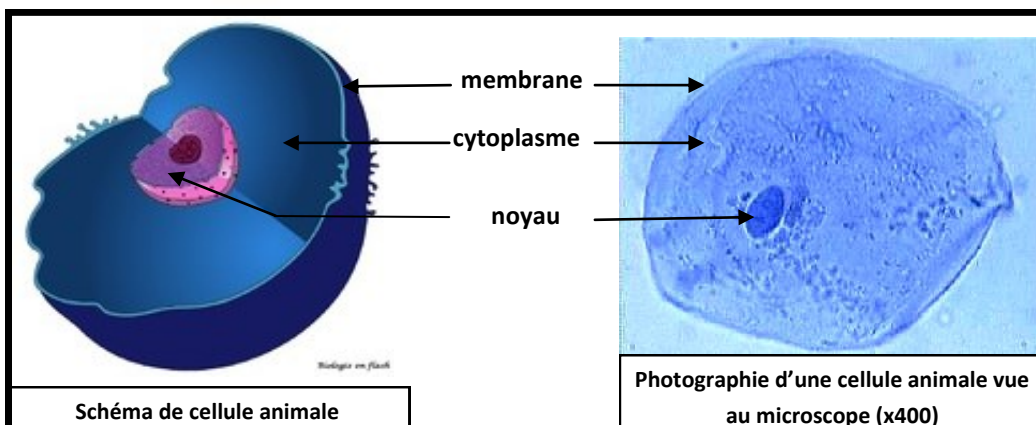 membrane
cytoplasme
noyau
Biologie en flash
Schéma de cellule animale
Photographie d'une cellule animale vue
au microscope (x400)